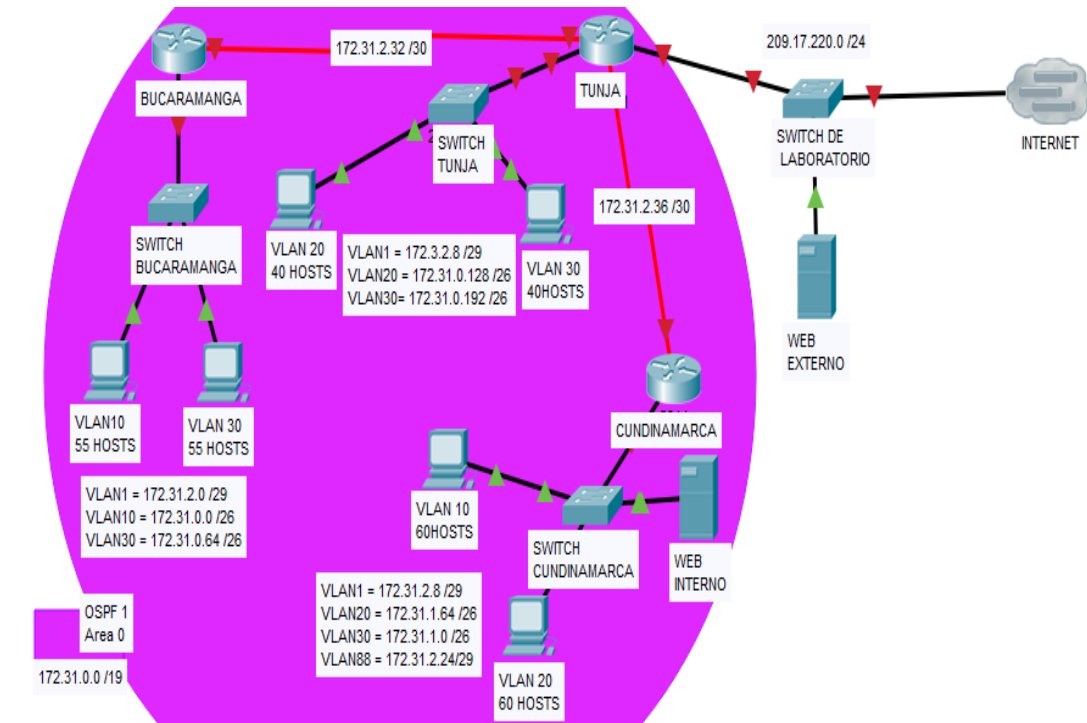 172.31.2.32 /30
209.17.220.0 /24
BUCARAMANGA
TUNJA
INTERNET
SWITCH DE
LABORATORIO
SWITCH
TUNJA
172.31.2.36 /30
SWITCH
BUCARAMANGA
VLAN 20
40 HOSTS
VLAN1 = 172.3.2.8 /29
VLAN20 = 172.31.0.128 /26
VLAN30= 172.31.0.192 /26
VLAN 30
40HOSTS
WEB
EXTERNO
VLAN10
55 HOSTS
VLAN 30
55 HOSTS
CUNDINAMARCA
VLAN1 = 172.31.2.0 /29
VLAN10 = 172.31.0.0 /26
VLAN30 = 172.31.0.64 /26
VLAN 10
60HOSTS
SWITCH
CUNDINAMARCA
WEB
INTERNO
VLAN1 = 172.31.2.8 /29
VLAN20 = 172.31.1.64 /26
VLAN30 = 172.31.1.0 /26
VLAN88 = 172.31.2.24/29
OSPF 1
Area 0
172.31.0.0 /19
VLAN 20
60 HOSTS